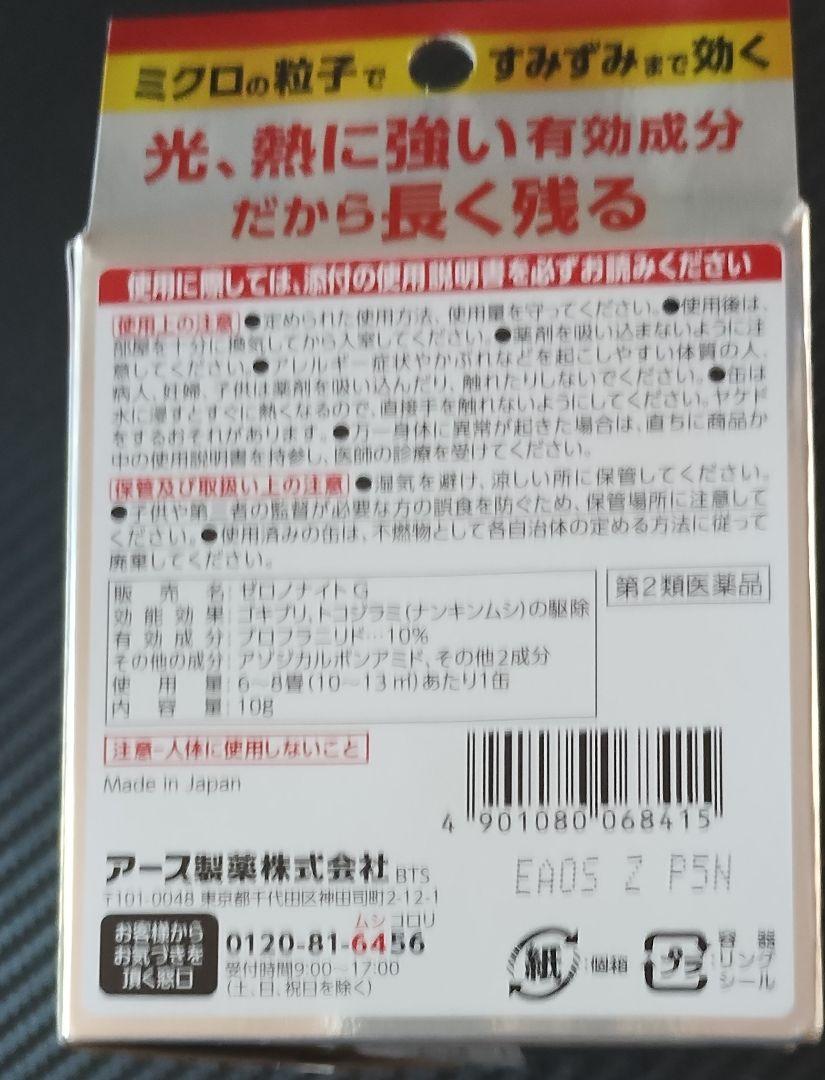 ミクロの粒子で すみずみまで効く
光、熱に強い有効成分
だから長く残る
使用に際しては、添付の使用説明書を必ずお読みください
使用上の注意 ●定められた使用方法、使用量を守ってください。●使用後は、
部屋を十分に換気してから入室してください。●薬剤を吸い込まないように注
意してください。●アレルギー症状やかぶれなどを起こしやすい体質の人、
病人、妊婦、子供は薬剤を吸い込んだり、触れたりしないでください。●缶は
水に浸すとすぐに熱くなるので、直接手を触れないようにしてください。ヤケド
をするおそれがあります。●万一身体に異常が起きた場合は、直ちに商品か
中の使用説明書を持参し、医師の診療を受けてください。
保管及び取扱い上の注意 ●湿気を避け、涼しい所に保管してください。
●子供や第三者の監督が必要な方の誤食を防ぐため、保管場所に注意して
ください。●使用済みの缶は、不燃物として各自治体の定める方法に従って
廃棄してください。
販売名:ゼロノナイトG
効能効果:ゴキブリ、トコジラミ(ナンキンムシ)の駆除
有効成分:ブロフラニリド…10%
その他の成分:アゾジカルボンアミド、その他2成分
使用量:6~8畳(10~13㎡)あたり1缶
内容量:10g
第2類医薬品
注意-人体に使用しないこと
Made in Japan
4 901080 068415
アース製薬株式会社 BTS
〒101-0048 東京都千代田区神田司町2-12-1
EA05 Z P5N
お客様から
お気づきを
頂く窓口
ムシコロリ
0120-81-6456
受付時間9:00~17:00
(土、日、祝日を除く)
紙:個箱
プラ:容器
リング
シール